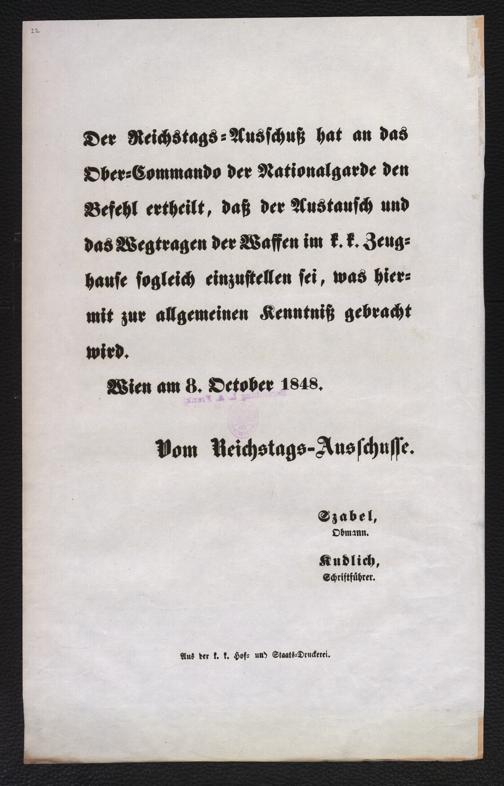 22
Der Reichstags-Ausschuß hat an das
Ober-Commando der Nationalgarde den
Befehl ertheilt, daß der Austausch und
das Wegtragen der Waffen im k. k. Zeug-
hause sogleich einzustellen sei, was hier-
mit zur allgemeinen Kenntniß gebracht
wird.
Wien am 8. October 1848.
Vom Reichstags-Ausschusse.
Szabel,
Obmann.
Kudlich,
Schriftführer.
Aus der k. k. Hof- und Staats-Druckerei.